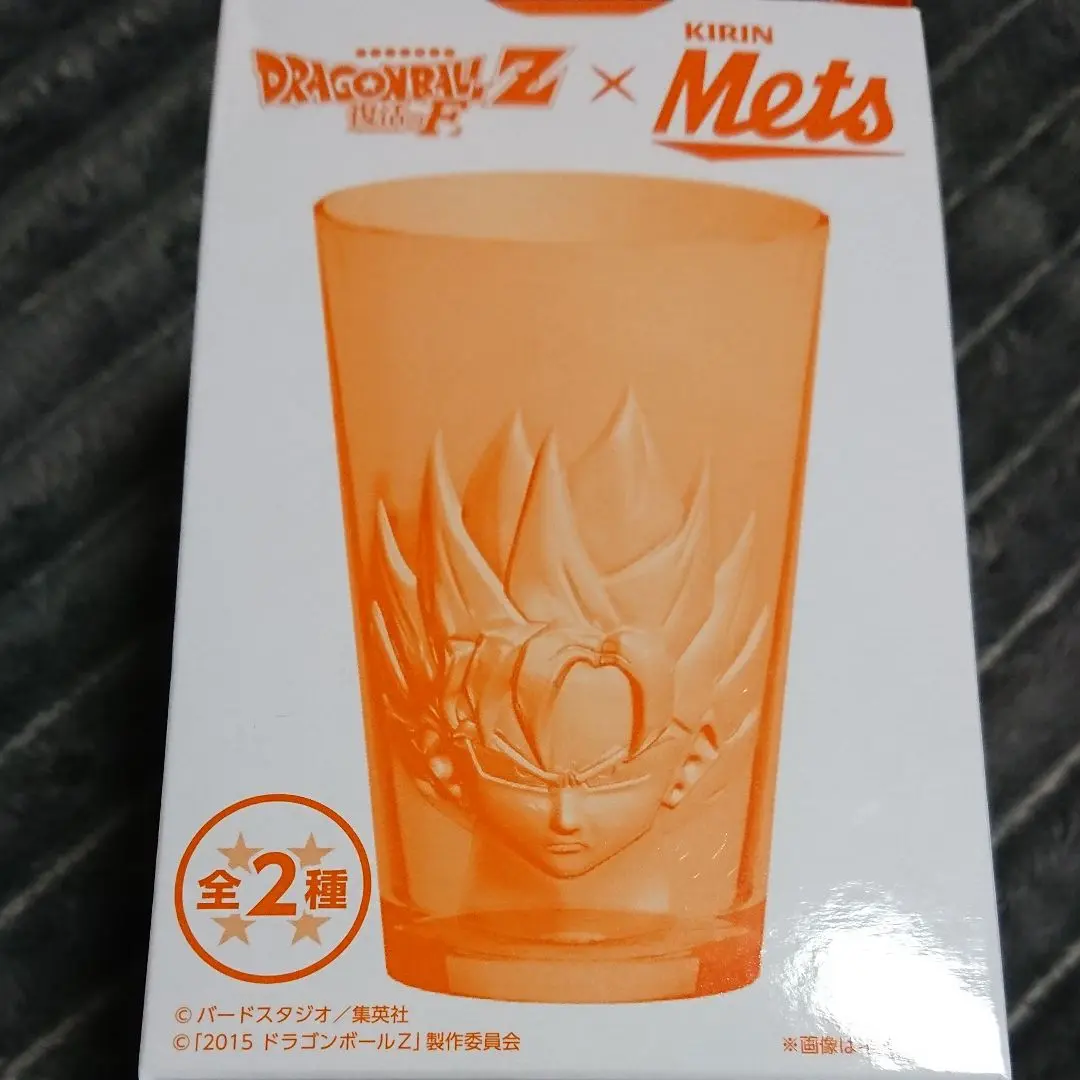 DRAGONBALL Z
復活の「F」
×
KIRIN
Mets
全2種
©バードスタジオ／集英社
©「2015 ドラゴンボールZ」製作委員会
※画像は